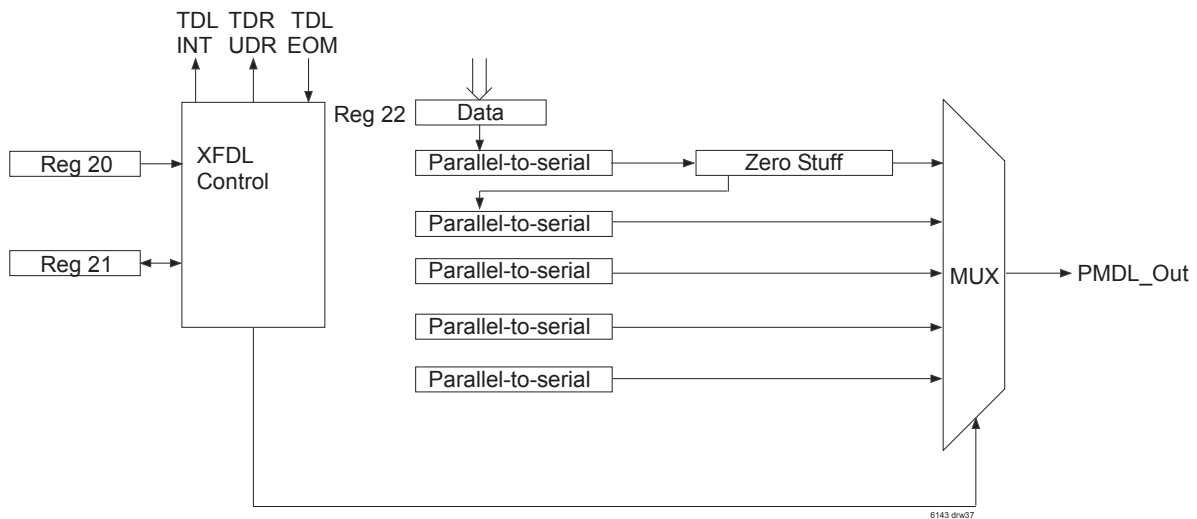 TDL TDR TDL
INT UDR EOM
Reg 22
Data
XFDL
Control
Reg 20
Parallel-to-serial
Zero Stuff
Parallel-to-serial
Reg 21
Parallel-to-serial
MUX
PMDL_Out
Parallel-to-serial
Parallel-to-serial
6143 drw37